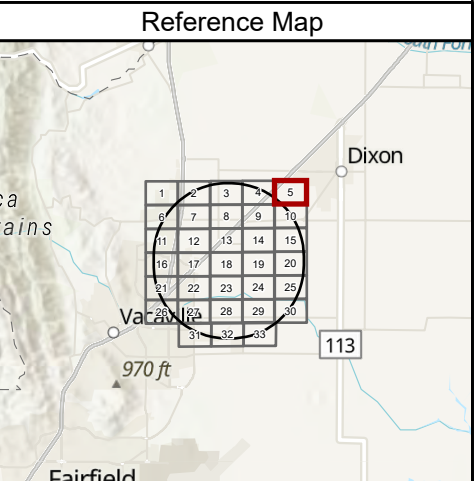 Reference Map
Dixon
1 2 3 4 5
6 7 8 9 10
ains
11 12 13 14 15
16 17 18 19 20
21 22 23 24 25
26 27 28 29 30
31 32 33
113
970 ft
Fairfield